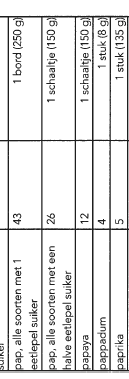 suiker
pap, alle soorten met 1 43 1 bord (250 g)
eetlepel suiker
pap, alle soorten met een 26 1 schaaltje (150 g)
halve eetlepel suiker
papaya 12 1 schaaltje (150 g)
pappadum 4 1 stuk (8 g)
paprika 5 1 stuk (135 g)